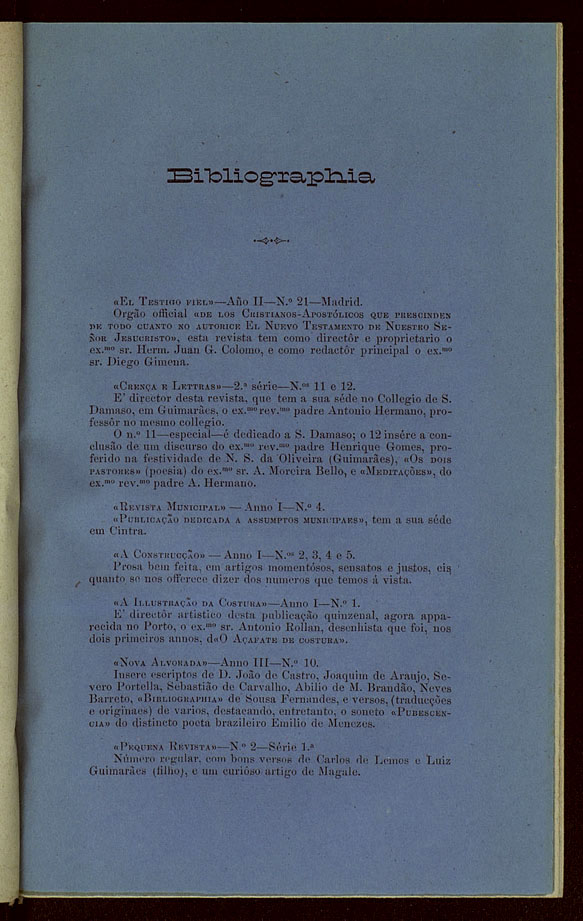 Bibliographia
«EL TESTIGO FIEL»—Año II—N.º 21—Madrid.
Orgão official «DE LOS CRISTIANOS-APOSTÓLICOS QUE PRESCINDEN
DE TODO CUANTO NO AUTORICE EL NUEVO TESTAMENTO DE NUESTRO SE-
ÑOR JESUCRISTO», esta revista tem como directôr e proprietario o
ex.mo sr. Herm. Juan G. Colomo, e como redactôr principal o ex.mo
sr. Diego Gimena.
«CRENÇA E LETTRAS»—2.ª série—N.os 11 e 12.
E' director desta revista, que tem a sua séde no Collegio de S.
Damaso, em Guimarães, o ex.mo rev.mo padre Antonio Hermano, pro-
fessôr no mesmo collegio.
O n.º 11—especial—é dedicado a S. Damaso; o 12 insére a con-
clusão de um discurso do ex.mo rev.mo padre Henrique Gomes, pro-
ferido na festividade de N. S. da Oliveira (Guimarães), «OS DOIS
PASTORES» (poesia) do ex.mo sr. A. Moreira Bello, e «MEDITAÇÕES», do
ex.mo rev.mo padre A. Hermano.
«REVISTA MUNICIPAL» — Anno I—N.º 4.
«PUBLICAÇÃO DEDICADA A ASSUMPTOS MUNICIPAES», tem a sua séde
em Cintra.
«A CONSTRUCÇÃO» — Anno I—N.os 2, 3, 4 e 5.
Prosa bem feita, em artigos momentósos, sensatos e justos, eis
quanto se nos offerece dizer dos numeros que temos á vista.
«A ILLUSTRAÇÃO DA COSTURA»—Anno I—N.º 1.
E' directôr artistico desta publicação quinzenal, agora appa-
recida no Porto, o ex.mo sr. Antonio Rollan, desenhista que foi, nos
dois primeiros annos, d«O AÇAFATE DE COSTURA».
«NOVA ALVORADA»—Anno III—N.º 10.
Insere escriptos de D. João de Castro, Joaquim de Araujo, Se-
vero Portella, Sebastião de Carvalho, Abilio de M. Brandão, Neves
Barreto, «BIBLIOGRAPHIA» de Sousa Fernandes, e versos, (traducções
e originaes) de varios, destacando, entretanto, o soneto «PUBESCEN-
CIA» do distincto poeta brazileiro Emilio de Menezes.
«PEQUENA REVISTA»—N.º 2—Série 1.ª
Número regular, com bons versos de Carlos de Lemos e Luiz
Guimarães (filho), e um curióso artigo de Magale.